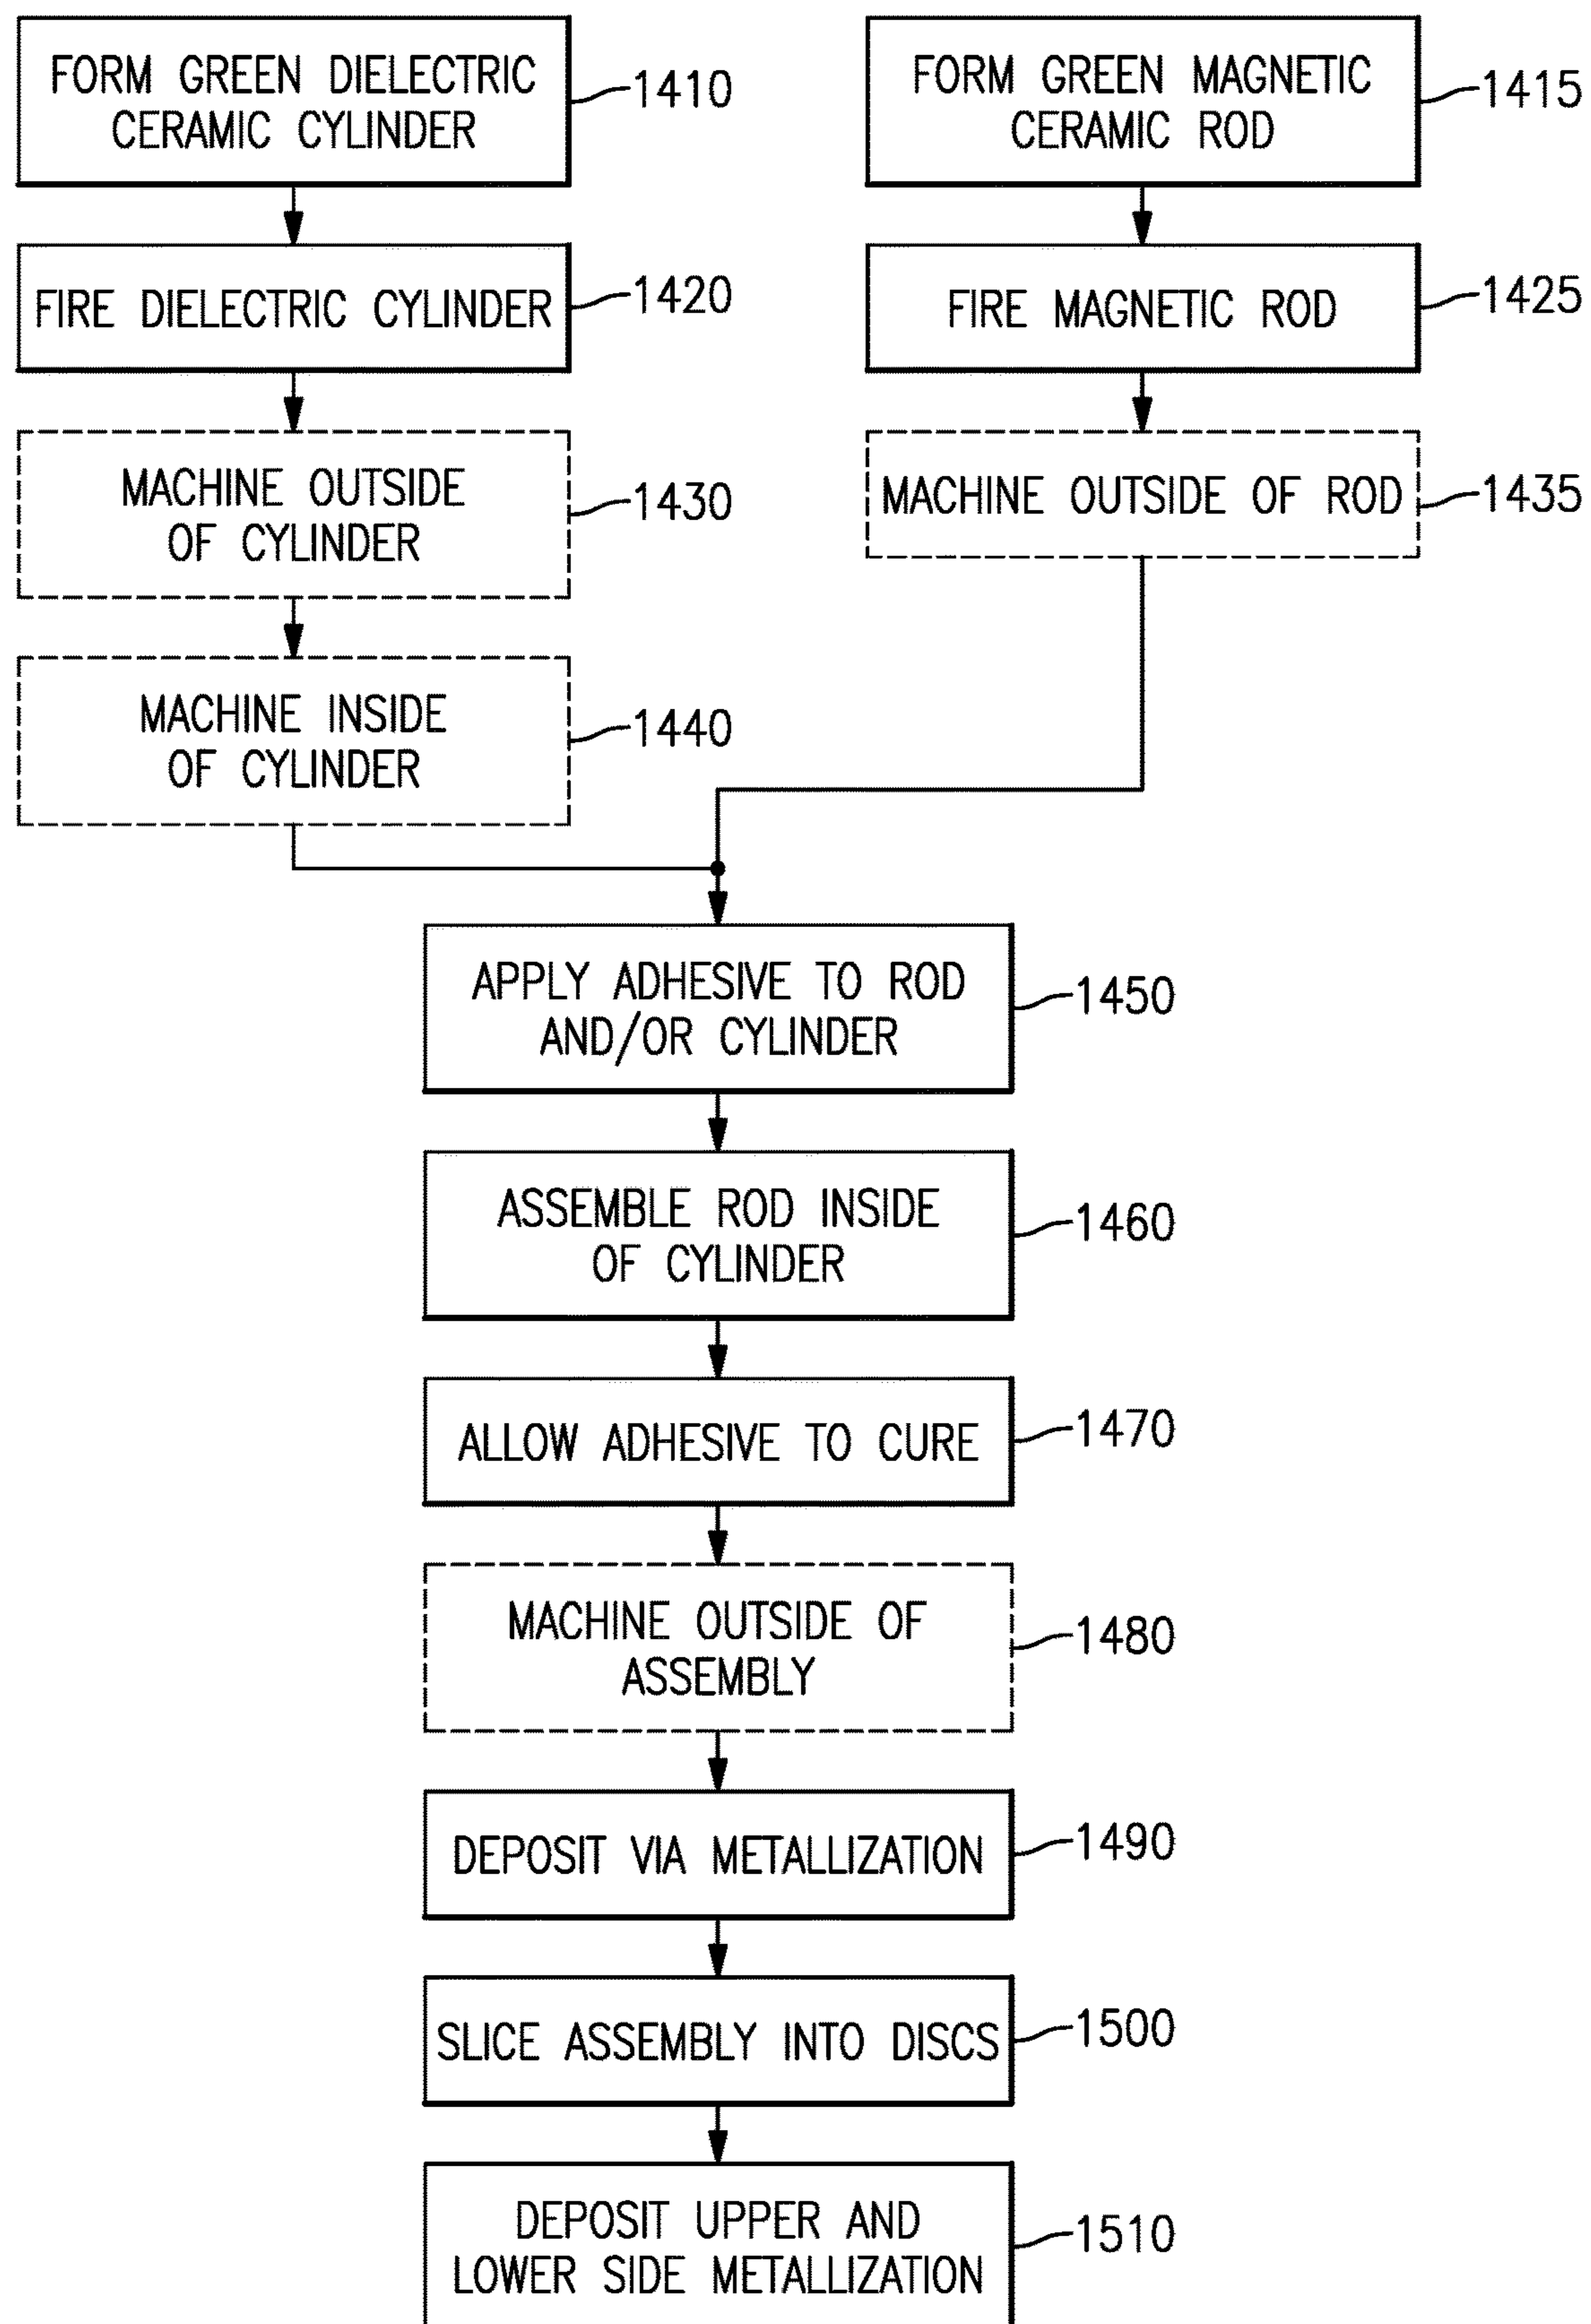 FORM GREEN DIELECTRIC
CERAMIC CYLINDER
1410
FORM GREEN MAGNETIC
CERAMIC ROD
1415
FIRE DIELECTRIC CYLINDER
1420
FIRE MAGNETIC ROD
1425
MACHINE OUTSIDE
OF CYLINDER
1430
MACHINE OUTSIDE OF ROD
1435
MACHINE INSIDE
OF CYLINDER
1440
APPLY ADHESIVE TO ROD
AND/OR CYLINDER
1450
ASSEMBLE ROD INSIDE
OF CYLINDER
1460
ALLOW ADHESIVE TO CURE
1470
MACHINE OUTSIDE OF
ASSEMBLY
1480
DEPOSIT VIA METALLIZATION
1490
SLICE ASSEMBLY INTO DISCS
1500
DEPOSIT UPPER AND
LOWER SIDE METALLIZATION
1510